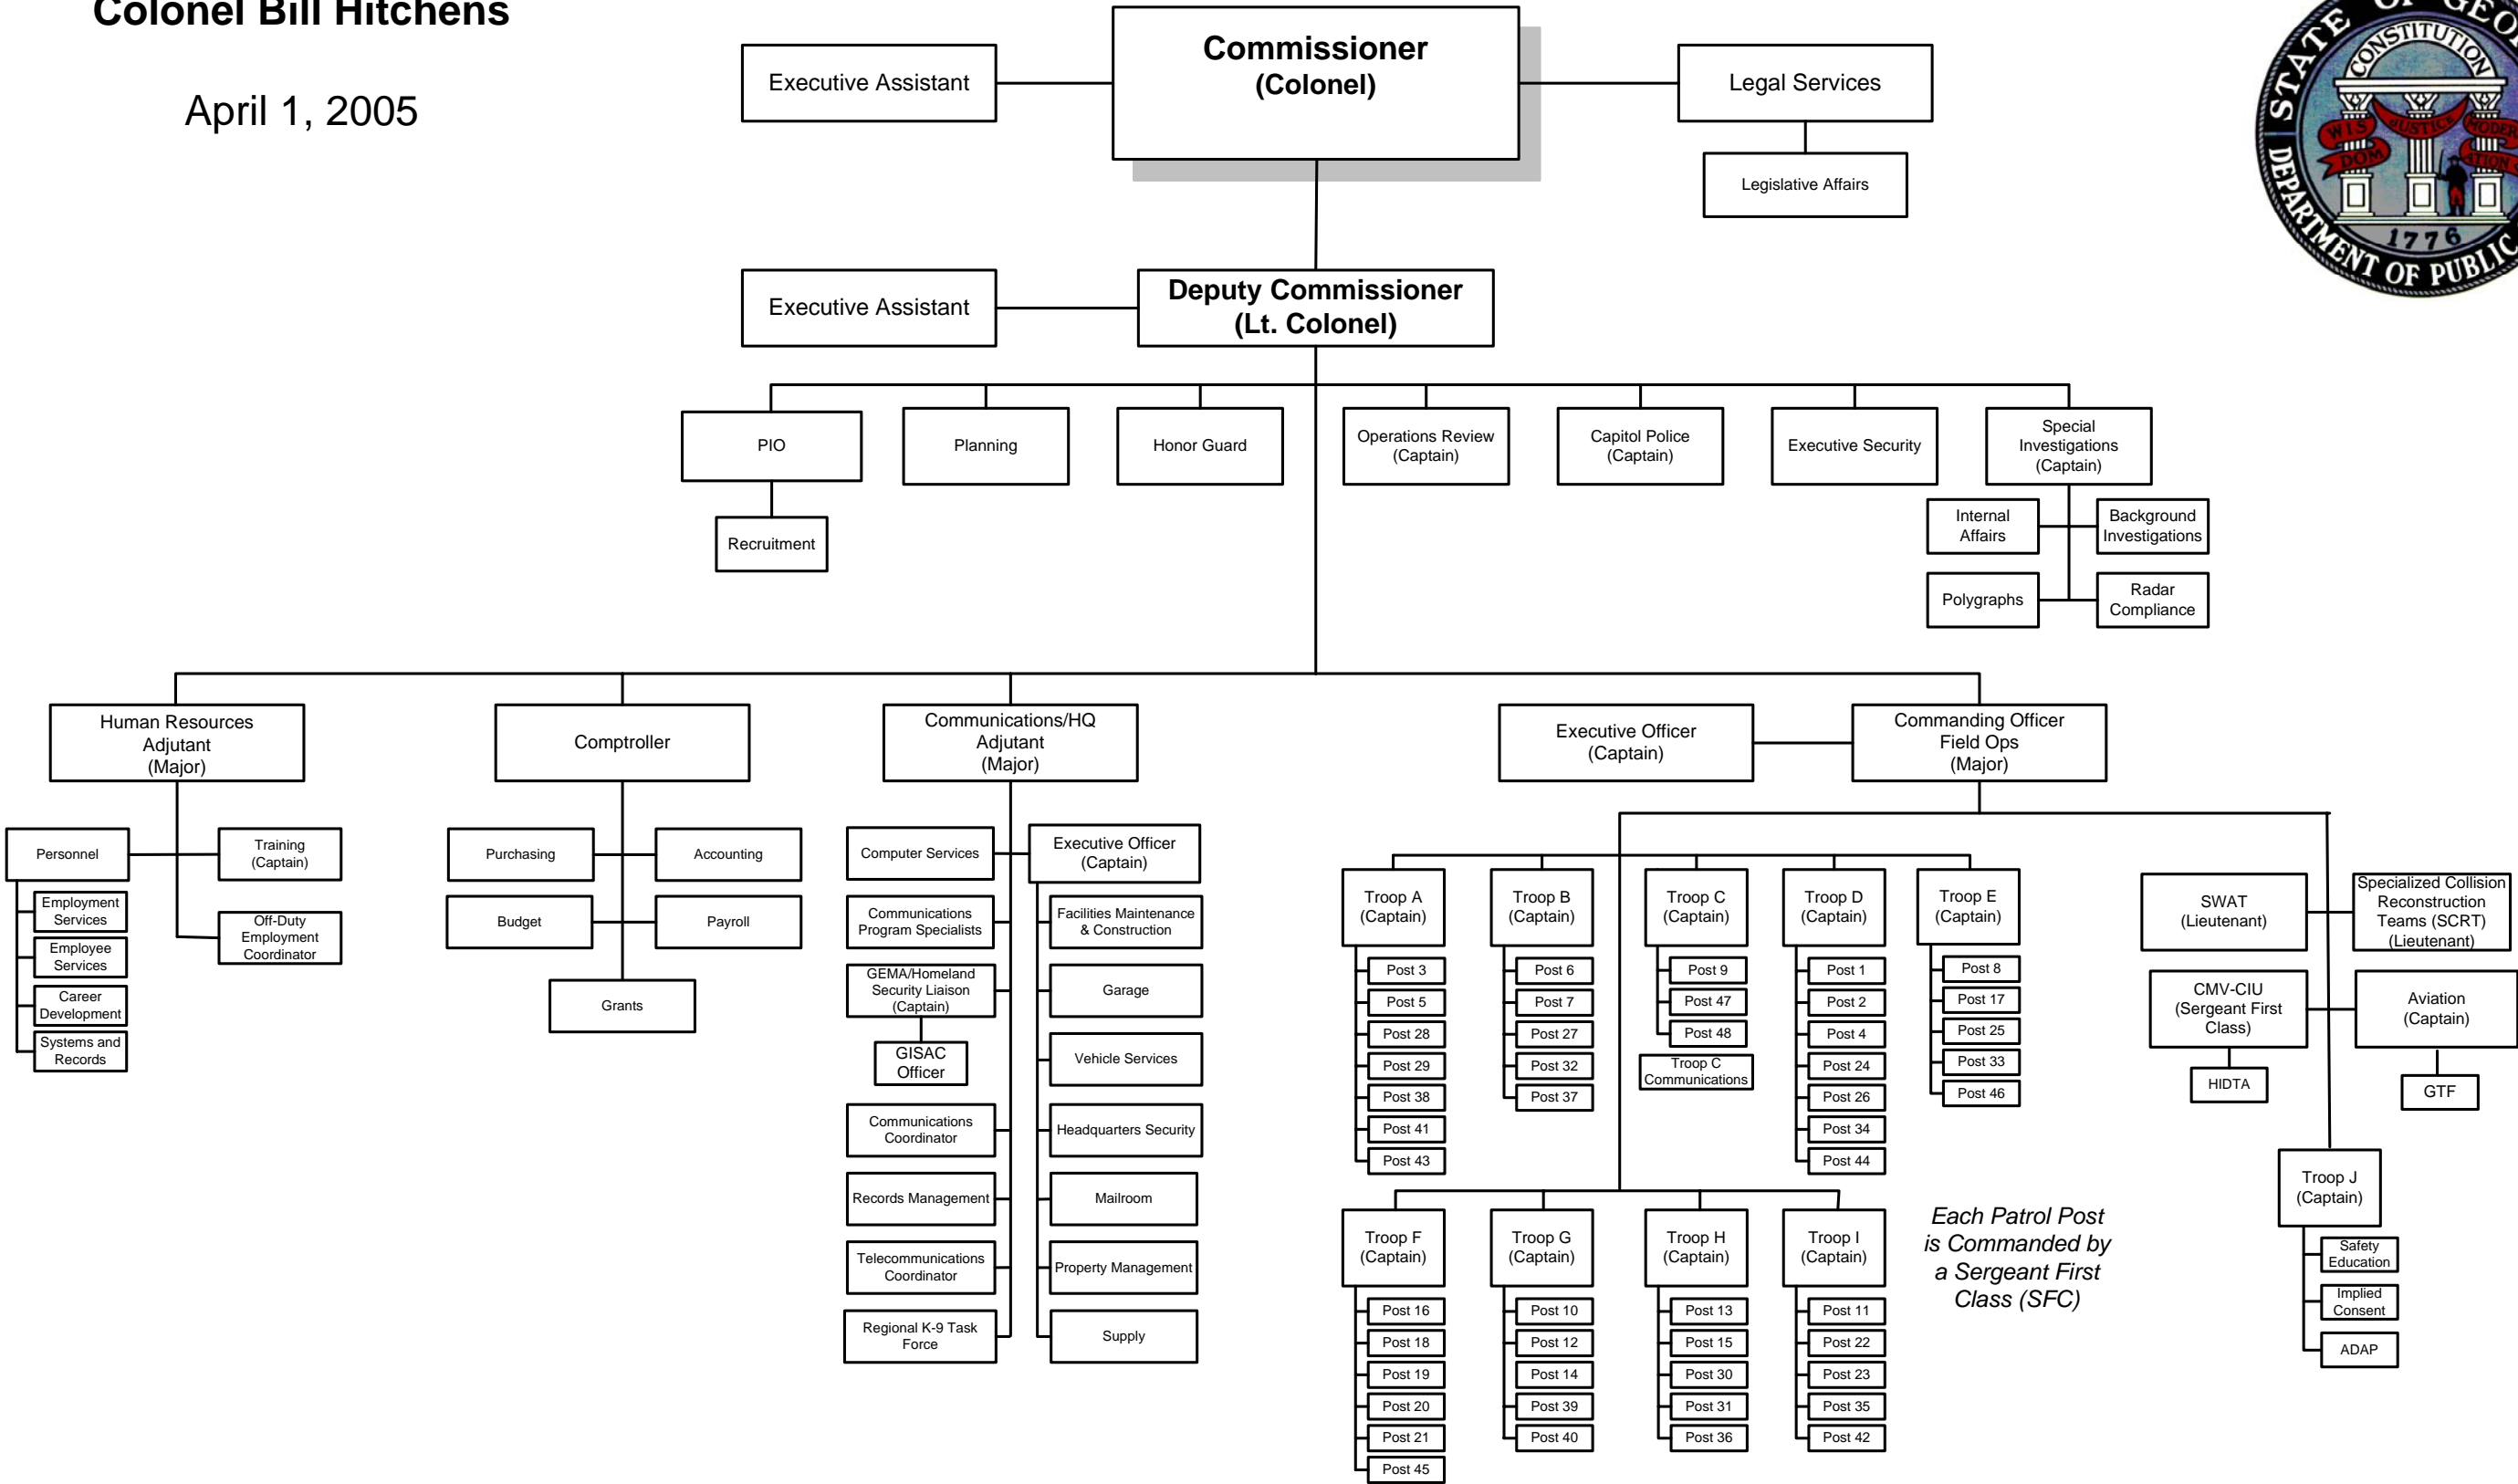 Colonel Bill Hitchens
April 1, 2005
Commissioner
(Colonel)
Executive Assistant
Legal Services
Legislative Affairs
STATE OF GEO
CONSTITUTION
WIS
DOM
JUSTICE
MODER
ATION
1776
DEPARTMENT OF PUBLIC
Executive Assistant
Deputy Commissioner
(Lt. Colonel)
PIO
Recruitment
Planning
Honor Guard
Operations Review
(Captain)
Capitol Police
(Captain)
Executive Security
Special
Investigations
(Captain)
Internal
Affairs
Background
Investigations
Polygraphs
Radar
Compliance
Human Resources
Adjutant
(Major)
Personnel
Training
(Captain)
Employment
Services
Employee
Services
Career
Development
Systems and
Records
Off-Duty
Employment
Coordinator
Comptroller
Purchasing
Accounting
Budget
Payroll
Grants
Communications/HQ
Adjutant
(Major)
Computer Services
Communications
Program Specialists
GEMA/Homeland
Security Liaison
(Captain)
GISAC
Officer
Communications
Coordinator
Records Management
Telecommunications
Coordinator
Regional K-9 Task
Force
Executive Officer
(Captain)
Facilities Maintenance
& Construction
Garage
Vehicle Services
Headquarters Security
Mailroom
Property Management
Supply
Executive Officer
(Captain)
Commanding Officer
Field Ops
(Major)
Troop A
(Captain)
Post 3
Post 5
Post 28
Post 29
Post 38
Post 41
Post 43
Troop B
(Captain)
Post 6
Post 7
Post 27
Post 32
Post 37
Troop C
(Captain)
Post 9
Post 47
Post 48
Troop C
Communications
Troop D
(Captain)
Post 1
Post 2
Post 4
Post 24
Post 26
Post 34
Post 44
Troop E
(Captain)
Post 8
Post 17
Post 25
Post 33
Post 46
Troop F
(Captain)
Post 16
Post 18
Post 19
Post 20
Post 21
Post 45
Troop G
(Captain)
Post 10
Post 12
Post 14
Post 39
Post 40
Troop H
(Captain)
Post 13
Post 15
Post 30
Post 31
Post 36
Troop I
(Captain)
Post 11
Post 22
Post 23
Post 35
Post 42
Each Patrol Post
is Commanded by
a Sergeant First
Class (SFC)
SWAT
(Lieutenant)
Specialized Collision
Reconstruction
Teams (SCRT)
(Lieutenant)
CMV-CIU
(Sergeant First
Class)
HIDTA
Aviation
(Captain)
GTF
Troop J
(Captain)
Safety
Education
Implied
Consent
ADAP